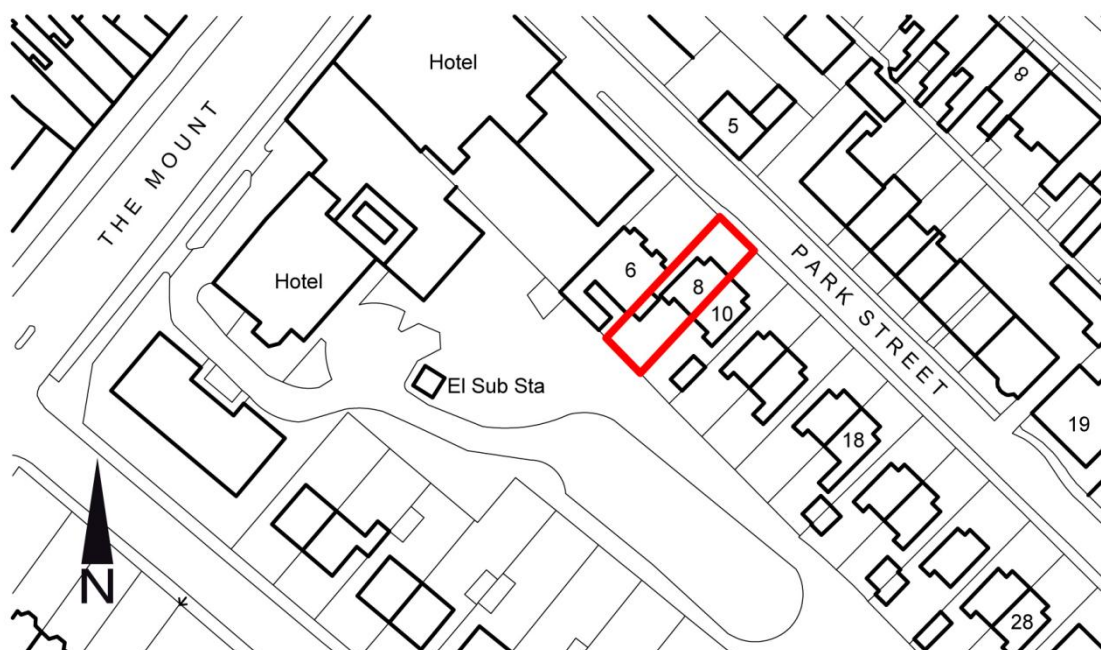 Hotel
8
5
THE MOUNT
6
Hotel
8
PARK STREET
10
El Sub Sta
18
19
N
28